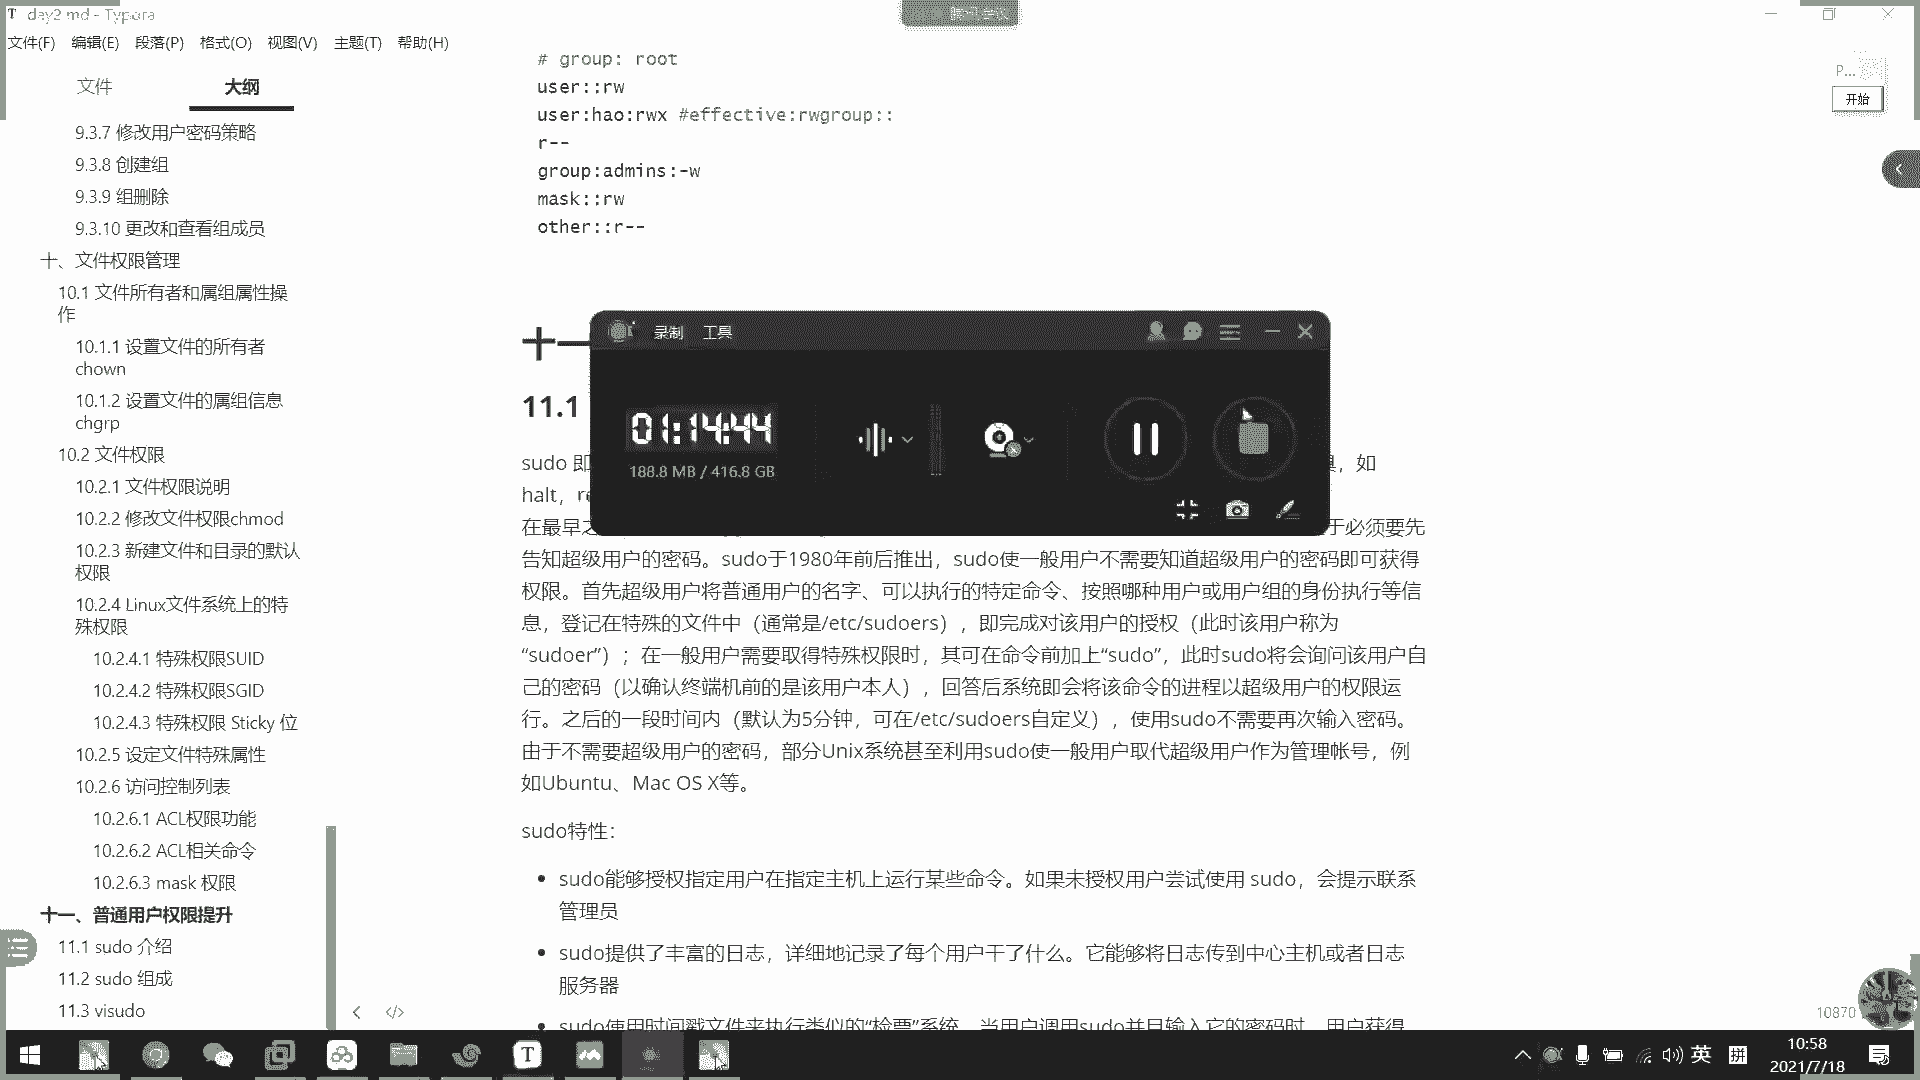 T day2.md - Typora
腾讯会议
文件(F) 编辑(E) 段落(P) 格式(O) 视图(V) 主题(T) 帮助(H)
文件 大纲
9.3.7 修改用户密码策略
9.3.8 创建组
9.3.9 组删除
9.3.10 更改和查看组成员
十、文件权限管理
10.1 文件所有者和属组属性操
作
10.1.1 设置文件的所有者
chown
10.1.2 设置文件的属组信息
chgrp
10.2 文件权限
10.2.1 文件权限说明
10.2.2 修改文件权限chmod
10.2.3 新建文件和目录的默认
权限
10.2.4 Linux文件系统上的特
殊权限
10.2.4.1 特殊权限SUID
10.2.4.2 特殊权限SGID
10.2.4.3 特殊权限 Sticky 位
10.2.5 设定文件特殊属性
10.2.6 访问控制列表
10.2.6.1 ACL权限功能
10.2.6.2 ACL相关命令
10.2.6.3 mask 权限
十一、普通用户权限提升
11.1 sudo 介绍
11.2 sudo 组成
11.3 visudo
# group: root
user::rw
user:hao:rwx #effective:rwgroup::
r--
group:admins:-w
mask::rw
other::r--
十一
11.1
sudo 即 ，如
halt，re
在最早之 于必须要先
告知超级用户的密码。sudo于1980年前后推出，sudo使一般用户不需要知道超级用户的密码即可获得
权限。首先超级用户将普通用户的名字、可以执行的特定命令、按照哪种用户或用户组的身份执行等信
息，登记在特殊的文件中（通常是/etc/sudoers），即完成对该用户的授权（此时该用户称为
“sudoer”）；在一般用户需要取得特殊权限时，其可在命令前加上“sudo”，此时sudo将会询问该用户自
己的密码（以确认终端机前的是该用户本人），回答后系统即会将该命令的进程以超级用户的权限运
行。之后的一段时间内（默认为5分钟，可在/etc/sudoers自定义），使用sudo不需要再次输入密码。
由于不需要超级用户的密码，部分Unix系统甚至利用sudo使一般用户取代超级用户作为管理帐号，例
如Ubuntu、Mac OS X等。
sudo特性：
sudo能够授权指定用户在指定主机上运行某些命令。如果未授权用户尝试使用 sudo，会提示联系
管理员
sudo提供了丰富的日志，详细地记录了每个用户干了什么。它能够将日志传到中心主机或者日志
服务器
sudo使用时间戳文件来执行类似的“检票”系统。当用户调用sudo并且输入它的密码时，用户获得
录制 工具
01:14:44
188.8 MB / 416.8 GB
P...
开始
10870
英 拼
10:58
2021/7/18